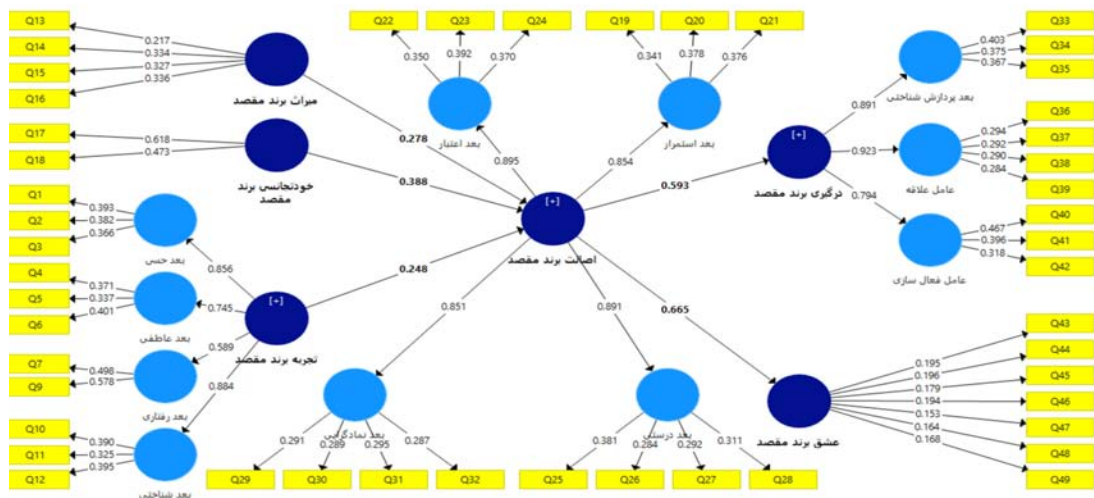 Q13
Q14
Q15
Q16
0.217
0.334
0.327
0.336
میراث برند مقصد
Q17
Q18
0.618
0.473
خودتجانسی برند
مقصد
Q22
Q23
Q24
0.350
0.392
0.370
بعد اعتبار
0.895
Q19
Q20
Q21
0.341
0.378
0.376
بعد استمرار
0.854
0.278
0.388
0.248
[+]
اصالت برند مقصد
0.593
0.665
[+]
درگیری برند مقصد
0.891
0.923
0.794
Q33
Q34
Q35
0.403
0.375
0.367
بعد پردازش شناختی
Q36
Q37
Q38
Q39
0.294
0.292
0.290
0.284
عامل علاقه
Q40
Q41
Q42
0.467
0.396
0.318
عامل فعال سازی
Q1
Q2
Q3
0.393
0.382
0.366
بعد حسی
Q4
Q5
Q6
0.371
0.337
0.401
بعد عاطفی
Q7
Q9
0.498
0.578
بعد رفتاری
Q10
Q11
Q12
0.390
0.325
0.395
بعد شناختی
0.856
0.745
0.589
0.884
[+]
تجربه برند مقصد
0.851
0.891
بعد نمادگرایی
0.291
0.289
0.295
0.287
Q29
Q30
Q31
Q32
بعد درستی
0.381
0.284
0.292
0.311
Q25
Q26
Q27
Q28
عشق برند مقصد
0.195
0.196
0.179
0.194
0.153
0.164
0.168
Q43
Q44
Q45
Q46
Q47
Q48
Q49